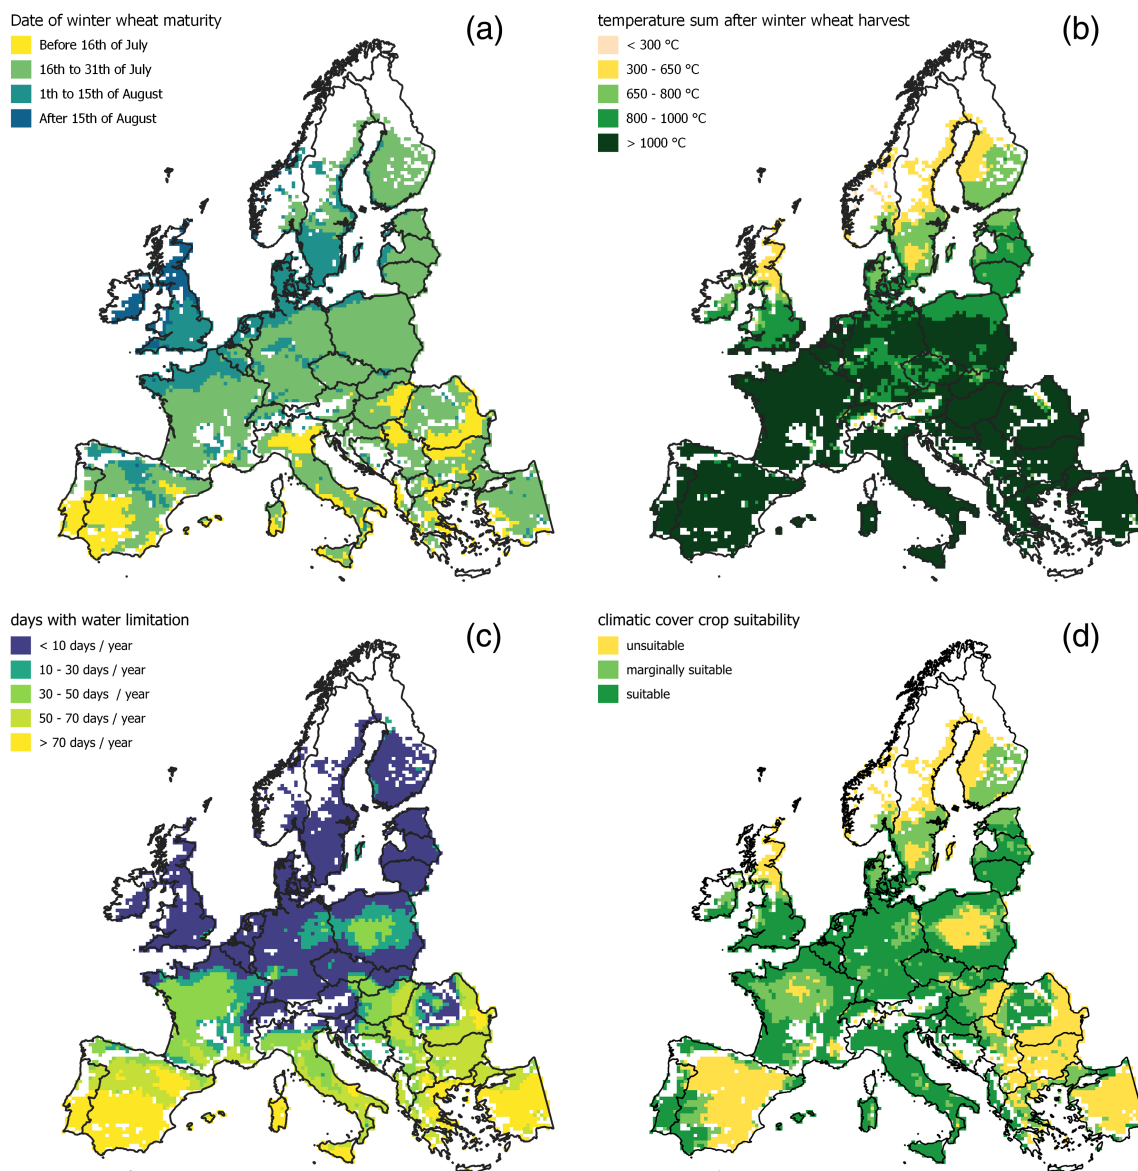 Date of winter wheat maturity
(a)
Before 16th of July
16th to 31th of July
1th to 15th of August
After 15th of August
temperature sum after winter wheat harvest
(b)
< 300 °C
300 - 650 °C
650 - 800 °C
800 - 1000 °C
> 1000 °C
days with water limitation
(c)
< 10 days / year
10 - 30 days / year
30 - 50 days / year
50 - 70 days / year
> 70 days / year
climatic cover crop suitability
(d)
unsuitable
marginally suitable
suitable